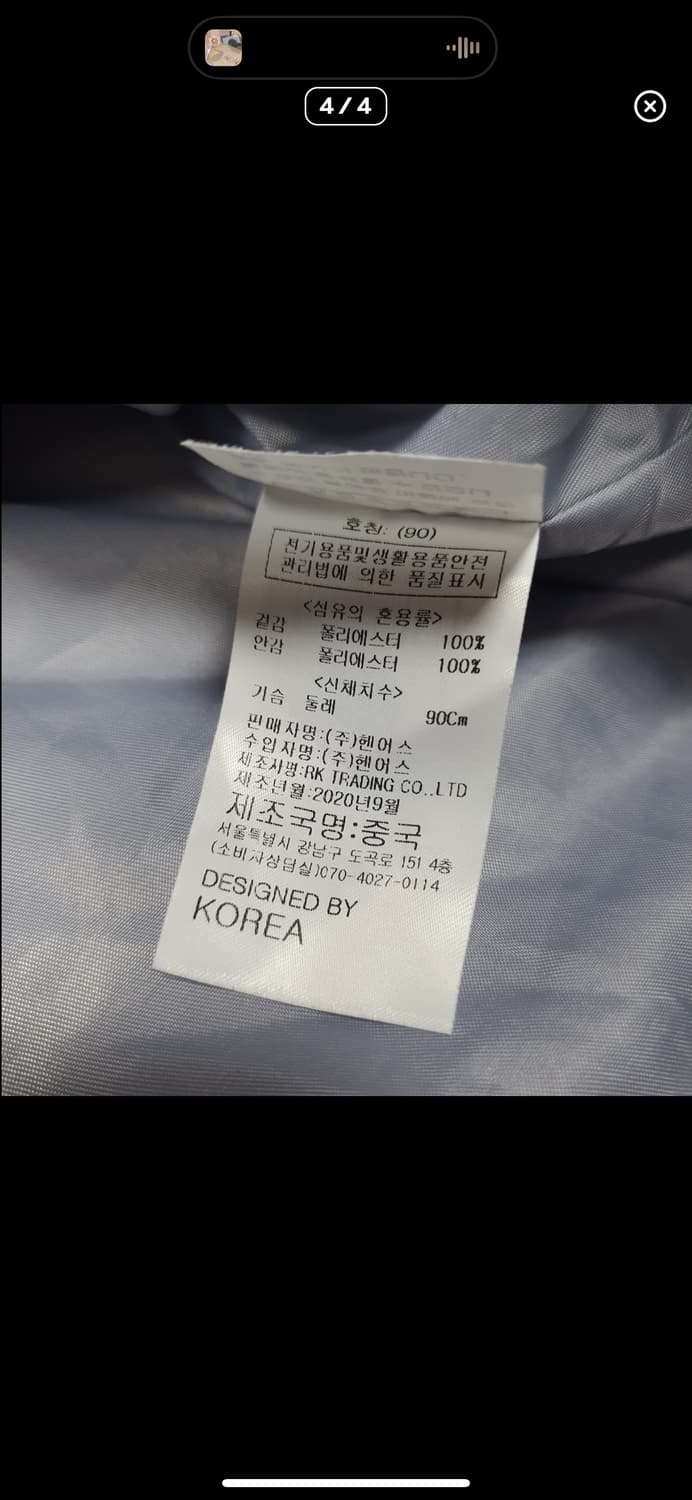 4 / 4
호칭: (90)
전기용품및생활용품안전
관리법에 의한 품질표시
<섬유의 혼용률>
겉감 폴리에스터 100%
안감 폴리에스터 100%
<신체치수>
가슴 둘레 90Cm
판매자명:(주)헨어스
수입자명:(주)헨어스
제조사명:RK TRADING CO..LTD
제조년월:2020년9월
제조국명:중국
서울특별시 강남구 도곡로 151 4층
(소비자상담실)070-4027-0114
DESIGNED BY
KOREA